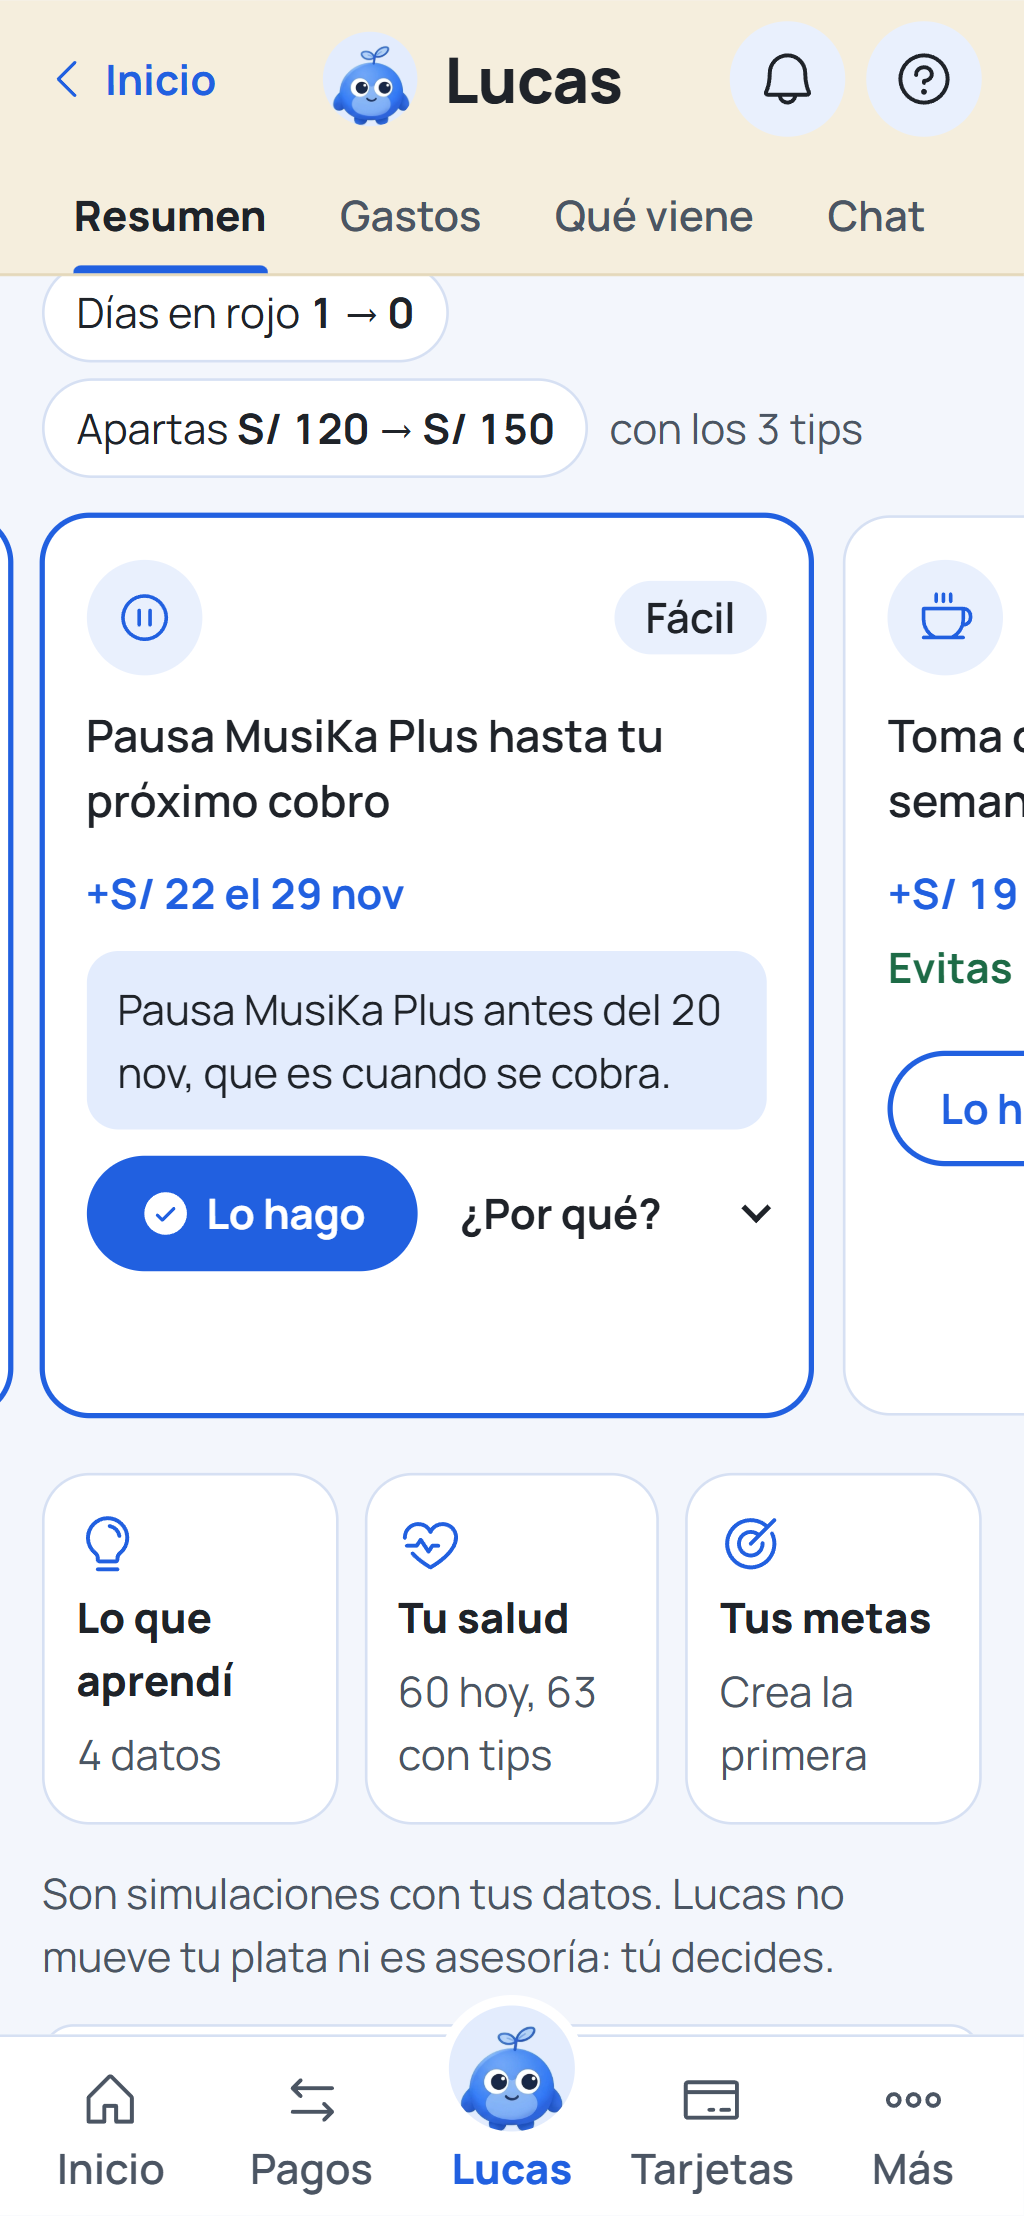 Inicio
Lucas
Resumen
Gastos
Qué viene
Chat
Días en rojo 1 → 0
Apartas S/ 120 → S/ 150
con los 3 tips
Fácil
Pausa MusiKa Plus hasta tu
próximo cobro
+S/ 22 el 29 nov
Pausa MusiKa Plus antes del 20
nov, que es cuando se cobra.
Lo hago
¿Por qué?
Toma
seman
+S/ 19
Evitas
Lo h
Lo que
aprendí
4 datos
Tu salud
60 hoy, 63
con tips
Tus metas
Crea la
primera
Son simulaciones con tus datos. Lucas no
mueve tu plata ni es asesoría: tú decides.
Inicio
Pagos
Lucas
Tarjetas
Más